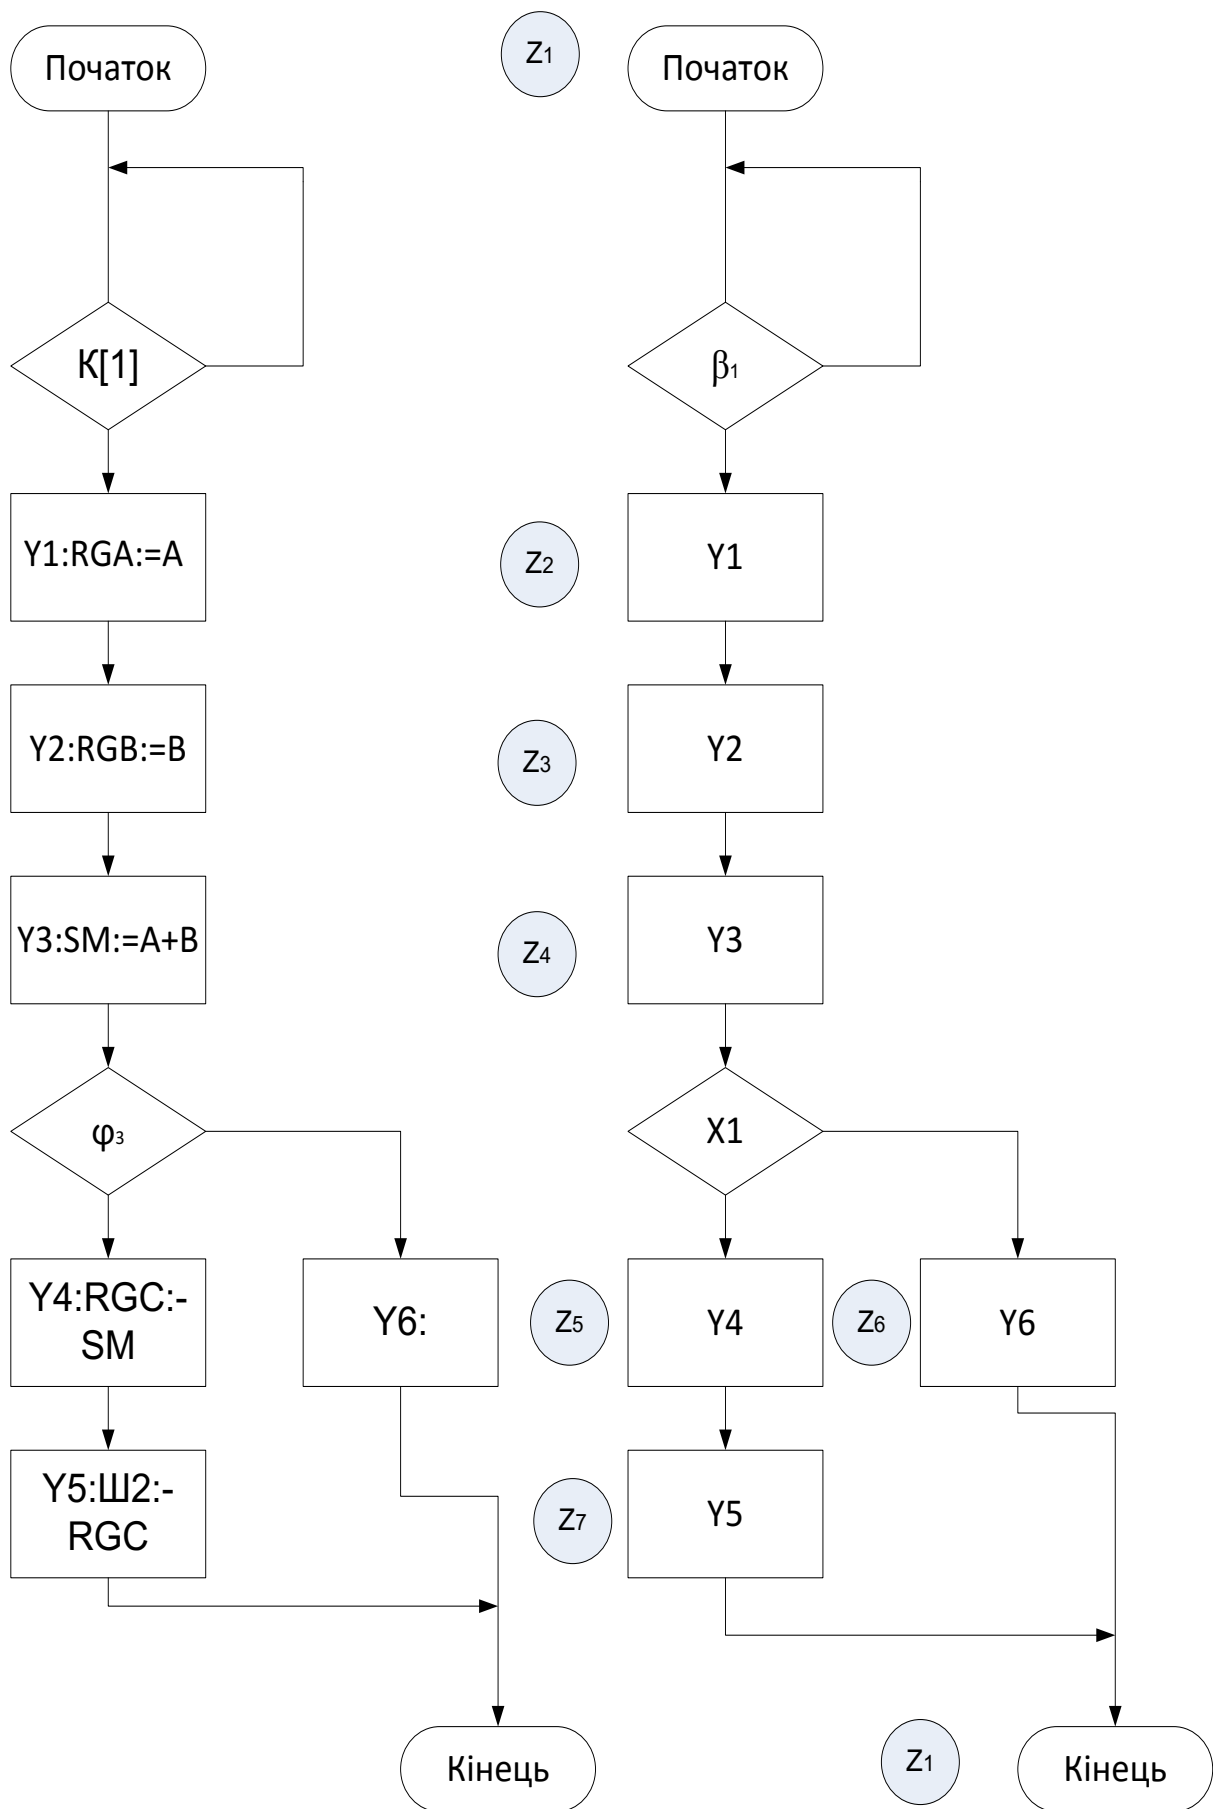 Початок
К[1]
Y1:RGA:=A
Y2:RGB:=B
Y3:SM:=A+B
φ3
Y4:RGC:-
SM
Y6:
Y5:Ш2:-
RGC
Кінець
Z1
Початок
β1
Z2
Y1
Z3
Y2
Z4
Y3
X1
Z5
Y4
Z6
Y6
Z7
Y5
Z1
Кінець